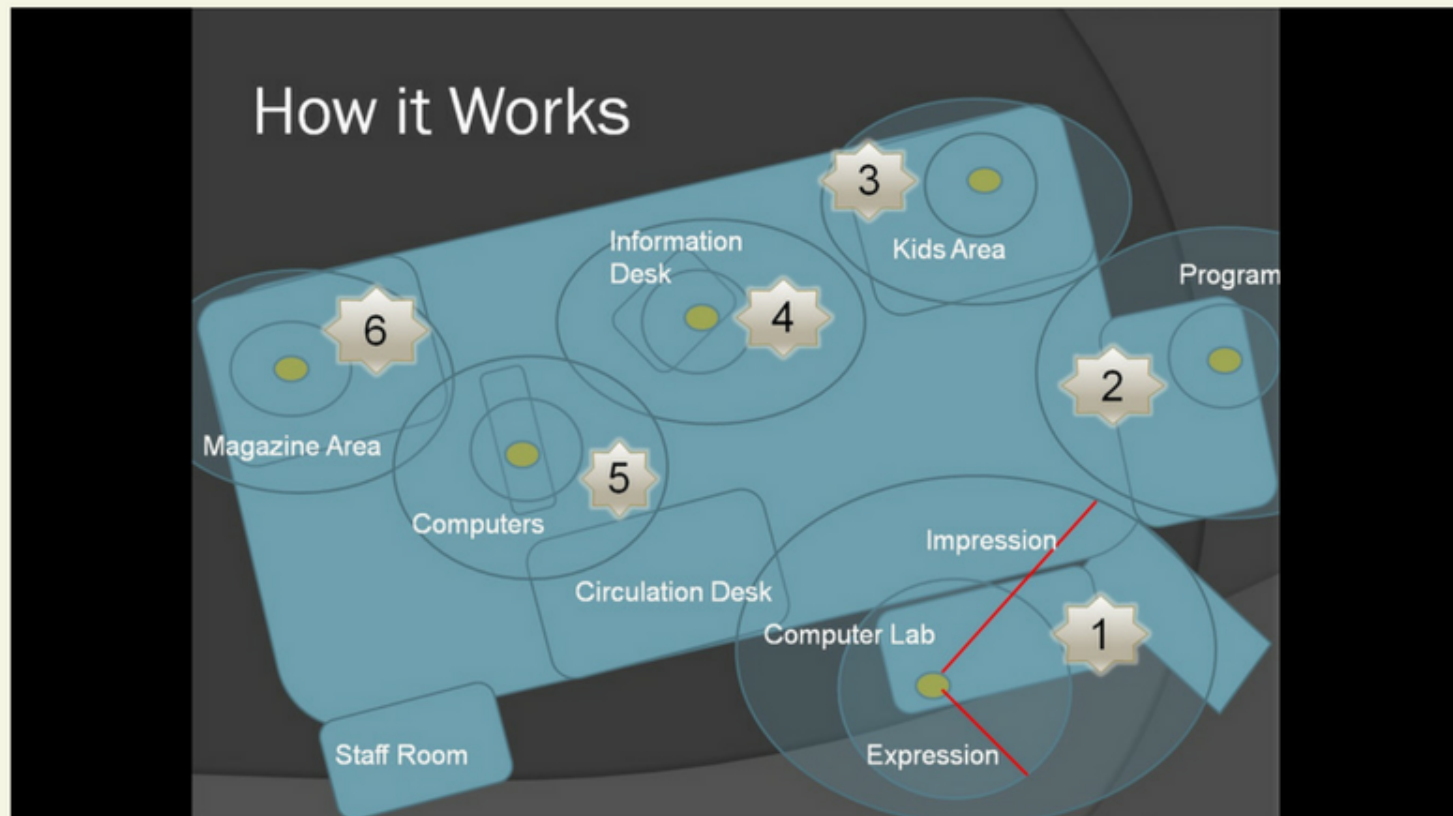 How it Works
3
Information
Desk
Kids Area
Program
4
6
2
Magazine Area
5
Computers
Impression
Circulation Desk
Computer Lab
1
Staff Room
Expression